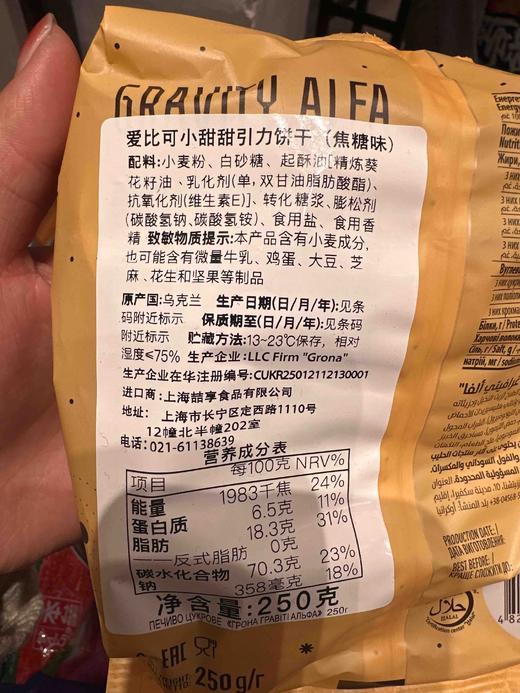 GRAVITY ALFA
爱比可小甜甜引力饼干（焦糖味）
配料:小麦粉、白砂糖、起酥油[精炼葵
花籽油、乳化剂(单,双甘油脂肪酸酯)、
抗氧化剂(维生素E)]、转化糖浆、膨松剂
(碳酸氢钠,碳酸氢铵)、食用盐、食用香
精 致敏物质提示:本产品含有小麦成分,
也可能含有微量牛乳、鸡蛋、大豆、芝
麻、花生和坚果等制品
原产国:乌克兰 生产日期(日/月/年):见条
码附近标示 保质期至(日/月/年):见条码
附近标示 贮藏方法:13~23℃保存，相对
湿度≤75% 生产企业:LLC Firm "Grona"
生产企业在华注册编号:CUKR25012112130001
进口商:上海喆享食品有限公司
地址: 上海市长宁区定西路1110号
12幢北半幢202室
电话:021-61138639
营养成分表
项目 每100克 NRV%
能量 1983千焦 24%
蛋白质 6.5克 11%
脂肪 18.3克 31%
——反式脂肪 0克
碳水化合物 70.3克 23%
钠 358毫克 18%
净含量:250克
ПЕЧИВО ЦУКРОВЕ «ГРОНА ГРАВІТІ АЛЬФА» 250г
EAC
250 g/г
PRODUCTION DATE:/
ДАТА ВИГОТОВЛЕННЯ:
BEST BEFORE:/
КРАЩЕ СПОЖИТИ ДО:
حلال
HALAL